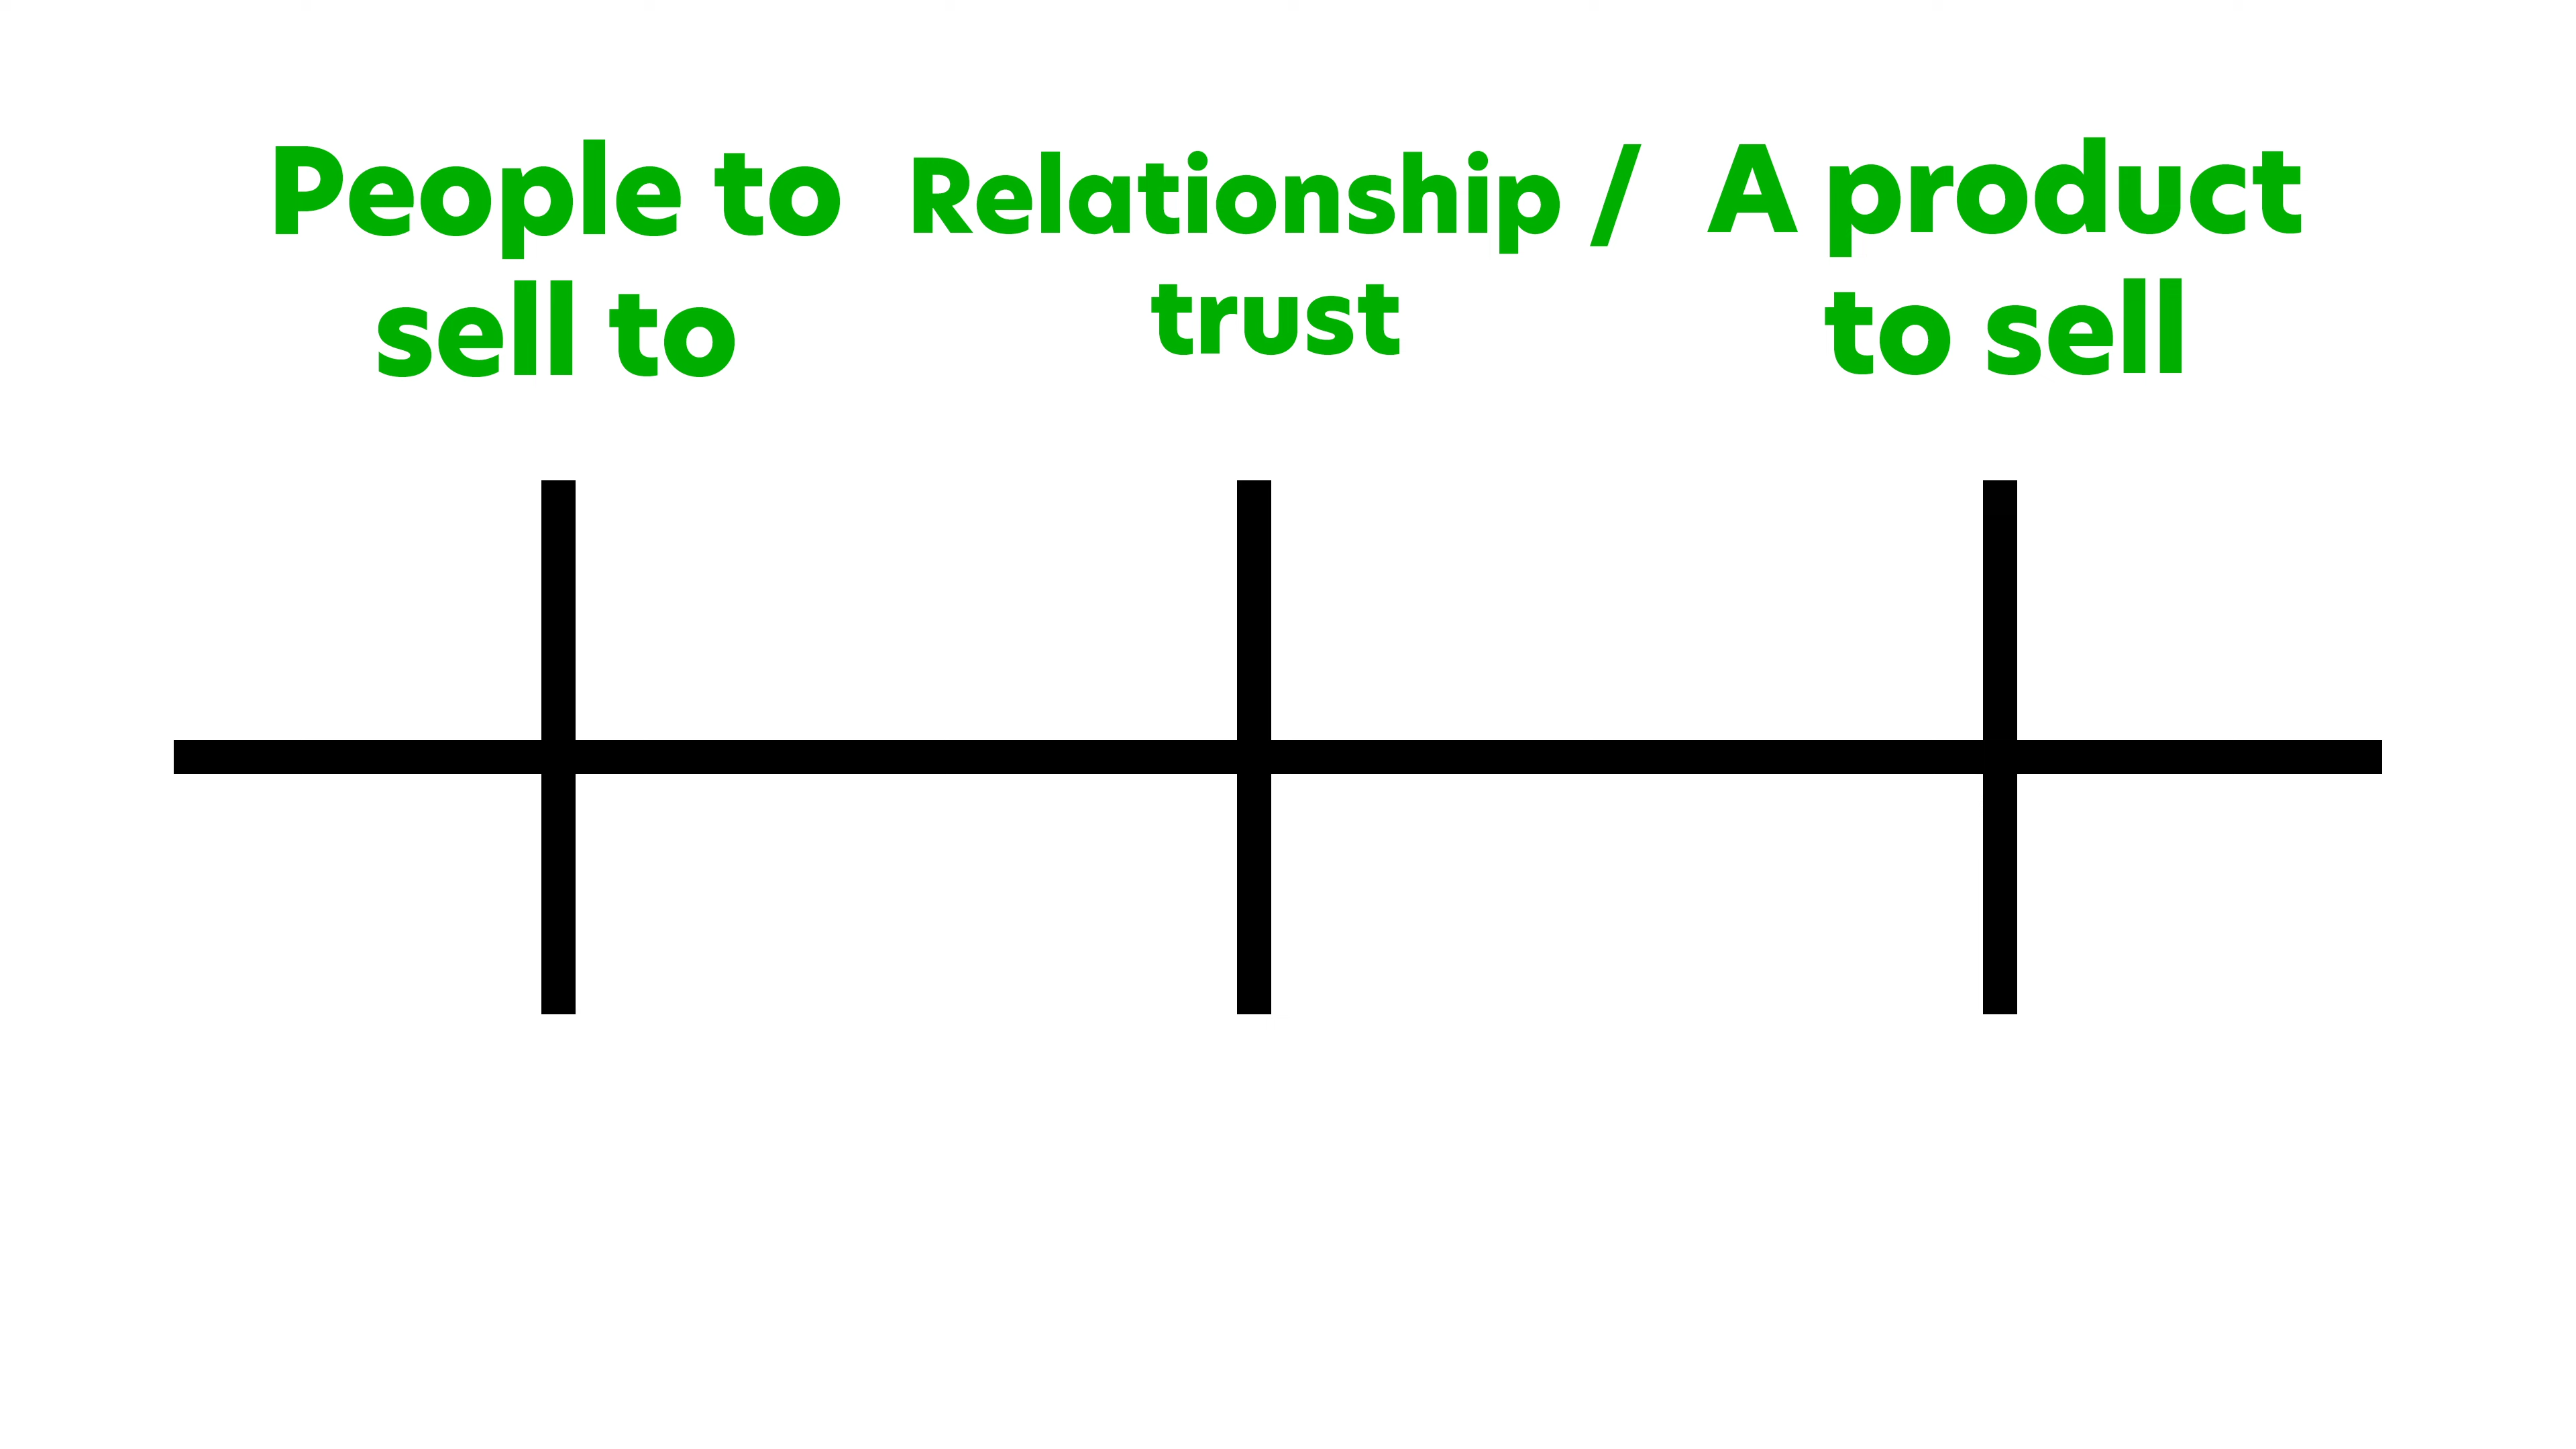 People to
sell to
Relationship /
trust
A product
to sell